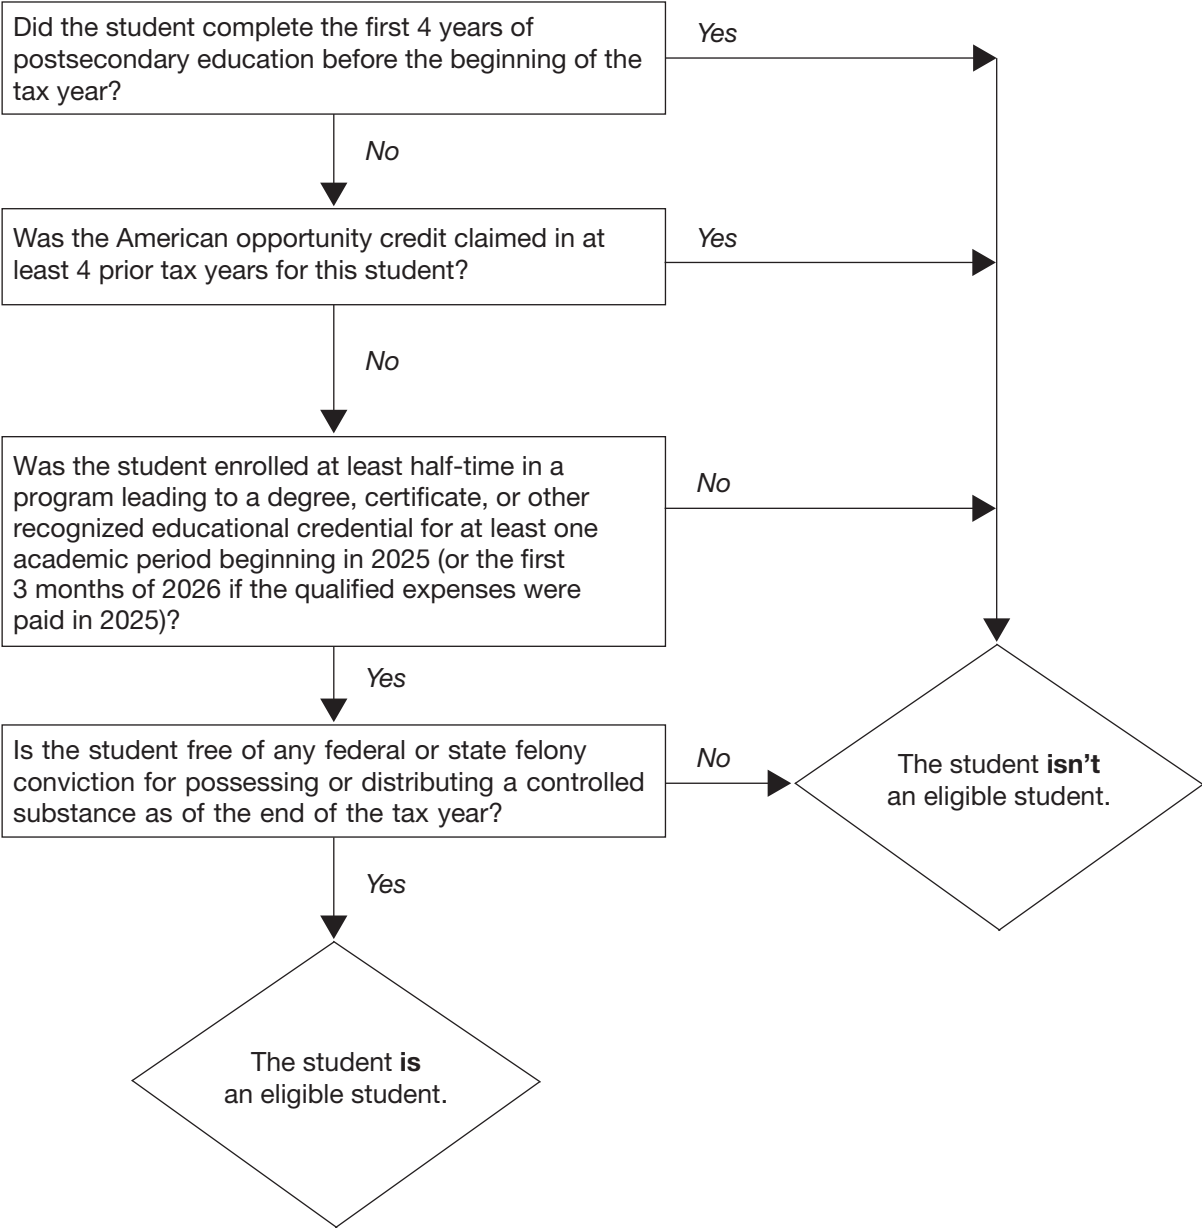 Did the student complete the first 4 years of
postsecondary education before the beginning of the
tax year?
Yes
No
Was the American opportunity credit claimed in at
least 4 prior tax years for this student?
Yes
No
Was the student enrolled at least half-time in a
program leading to a degree, certificate, or other
recognized educational credential for at least one
academic period beginning in 2025 (or the first
3 months of 2026 if the qualified expenses were
paid in 2025)?
No
Yes
Is the student free of any federal or state felony
conviction for possessing or distributing a controlled
substance as of the end of the tax year?
No
The student isn't
an eligible student.
Yes
The student is
an eligible student.